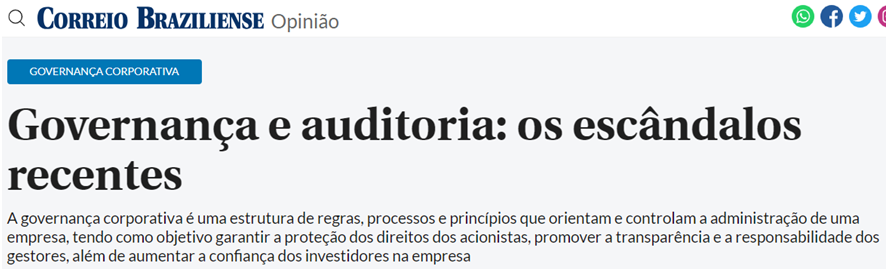 CORREIO BRAZILIENSE Opinião
GOVERNANÇA CORPORATIVA
Governança e auditoria: os escândalos
recentes
A governança corporativa é uma estrutura de regras, processos e princípios que orientam e controlam a administração de uma
empresa, tendo como objetivo garantir a proteção dos direitos dos acionistas, promover a transparência e a responsabilidade dos
gestores, além de aumentar a confiança dos investidores na empresa